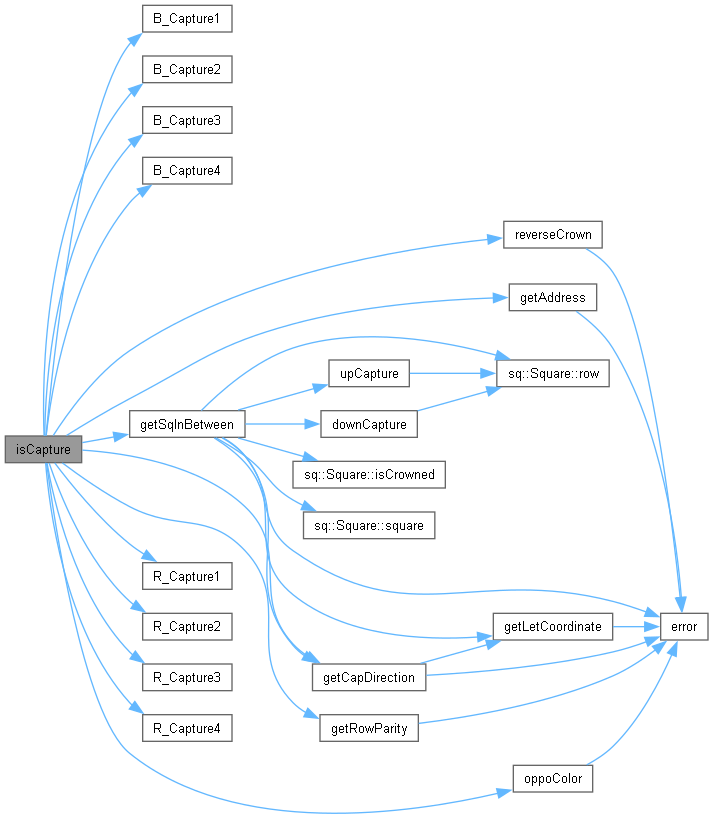 B_Capture1
B_Capture2
B_Capture3
B_Capture4
reverseCrown
getAddress
upCapture
sq::Square::row
getSqInBetween
downCapture
isCapture
sq::Square::isCrowned
sq::Square::square
R_Capture1
R_Capture2
getLetCoordinate
error
R_Capture3
getCapDirection
R_Capture4
getRowParity
oppoColor